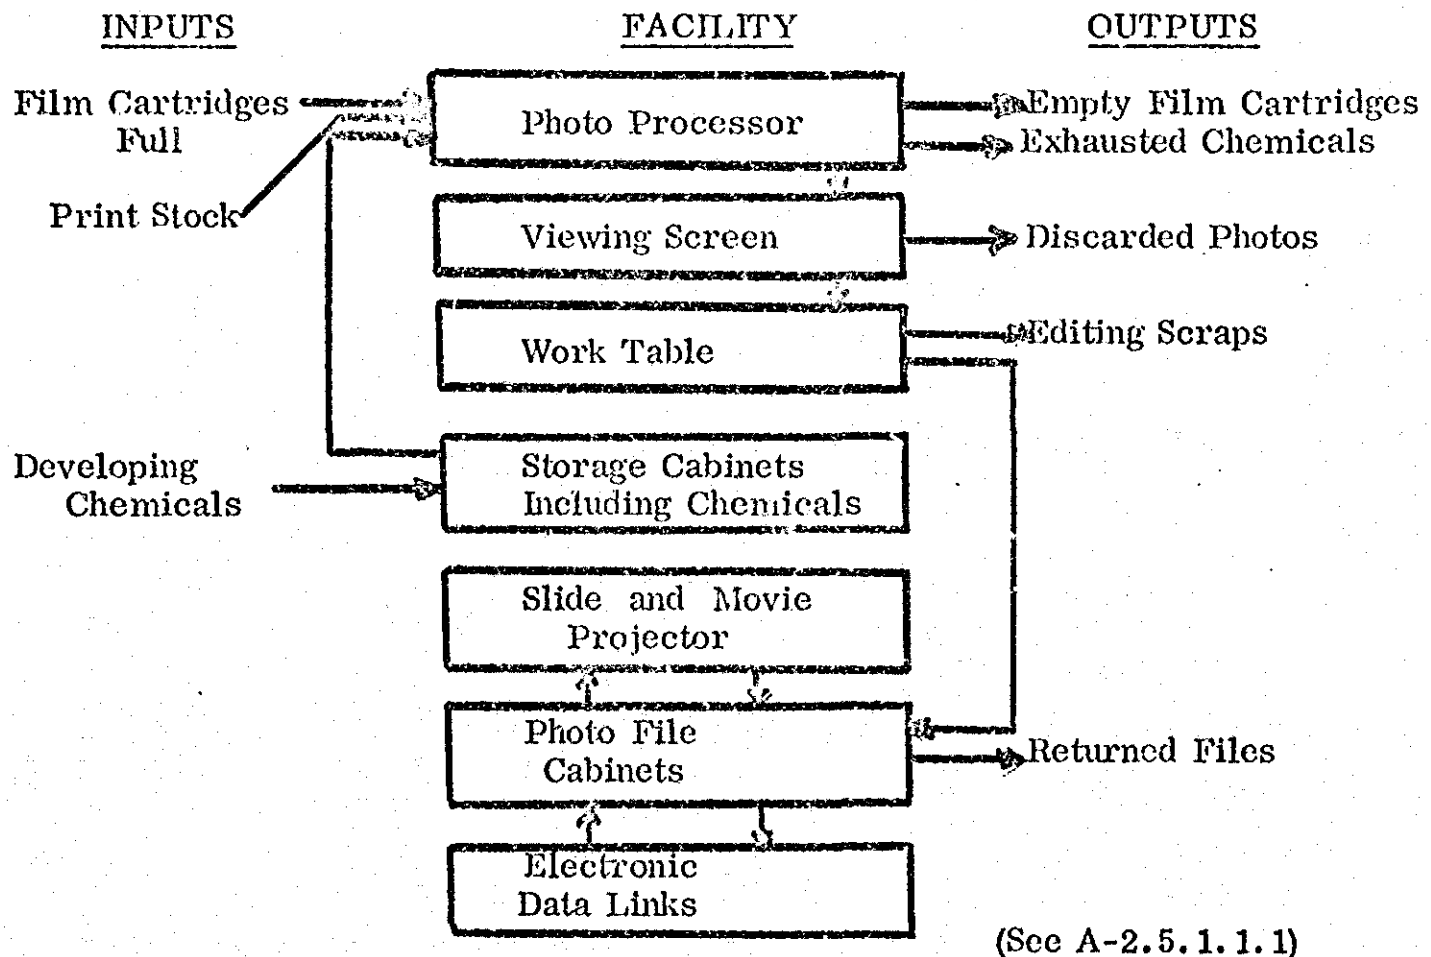 INPUTS
FACILITY
OUTPUTS
Film Cartridges
Full
Print Stock
Developing
Chemicals
Photo Processor
Viewing Screen
Work Table
Storage Cabinets
Including Chemicals
Slide and Movie
Projector
Photo File
Cabinets
Electronic
Data Links
Empty Film Cartridges
Exhausted Chemicals
Discarded Photos
Editing Scraps
Returned Files
(See A-2.5.1.1.1)